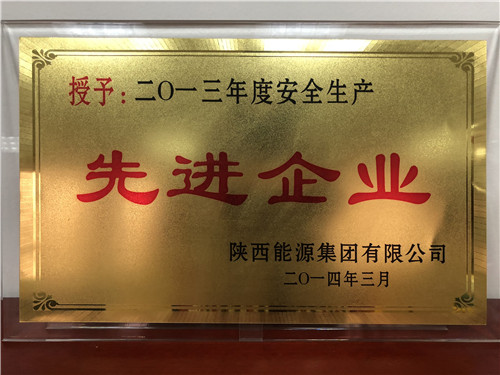 授予：二〇一三年度安全生产
先进企业
陕西能源集团有限公司
二〇一四年三月